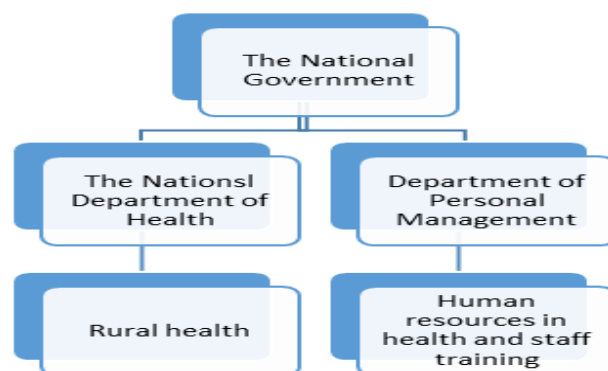 The National
Government
The Nationsl
Department of
Health
Department of
Personal
Management
Rural health
Human
resources in
health and staff
training